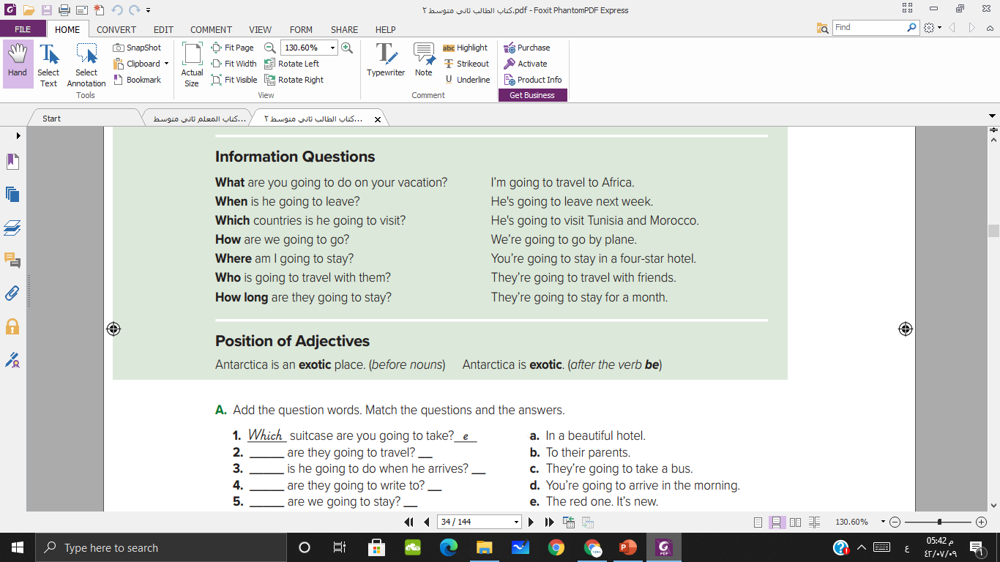 كتاب الطالب ثاني متوسط ٢.pdf - Foxit PhantomPDF Express
FILE HOME CONVERT EDIT COMMENT VIEW FORM SHARE HELP Find
Hand
Select Text
Select Annotation
SnapShot
Clipboard
Bookmark
Tools
Actual Size
Fit Page
Fit Width
Fit Visible
130.60%
Rotate Left
Rotate Right
View
Typewriter
Note
abc Highlight
T Strikeout
U Underline
Comment
Purchase
Activate
Product Info
Get Business
Start
كتاب المعلم ثاني متوسط...
كتاب الطالب ثاني متوسط ٢...
Information Questions
What are you going to do on your vacation? I'm going to travel to Africa.
When is he going to leave? He's going to leave next week.
Which countries is he going to visit? He's going to visit Tunisia and Morocco.
How are we going to go? We're going to go by plane.
Where am I going to stay? You're going to stay in a four-star hotel.
Who is going to travel with them? They're going to travel with friends.
How long are they going to stay? They're going to stay for a month.
Position of Adjectives
Antarctica is an exotic place. (before nouns) Antarctica is exotic. (after the verb be)
A. Add the question words. Match the questions and the answers.
1. Which suitcase are you going to take? e a. In a beautiful hotel.
2. _____ are they going to travel? __ b. To their parents.
3. _____ is he going to do when he arrives? __ c. They're going to take a bus.
4. _____ are they going to write to? __ d. You're going to arrive in the morning.
5. _____ are we going to stay? __ e. The red one. It's new.
34 / 144 130.60%
Type here to search
PDF
ع
05:42 م
٤٢/٠٧/٠٩
1